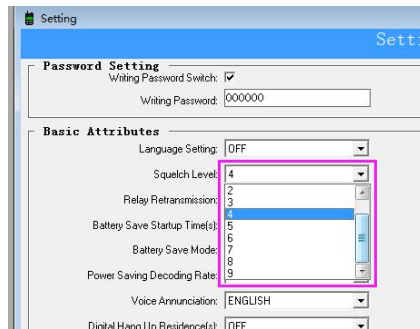 Setting
Setti
Password Setting
Writing Password Switch:
Writing Password: 000000
Basic Attributes
Language Setting: OFF
Squelch Level: 4
2
Relay Retransmission: 3
4
Battery Save Startup Time(s): 5
6
Battery Save Mode: 7
8
Power Saving Decoding Rate: 9
Voice Annunciation: ENGLISH
Digital Hang Up Residence(s): OFF